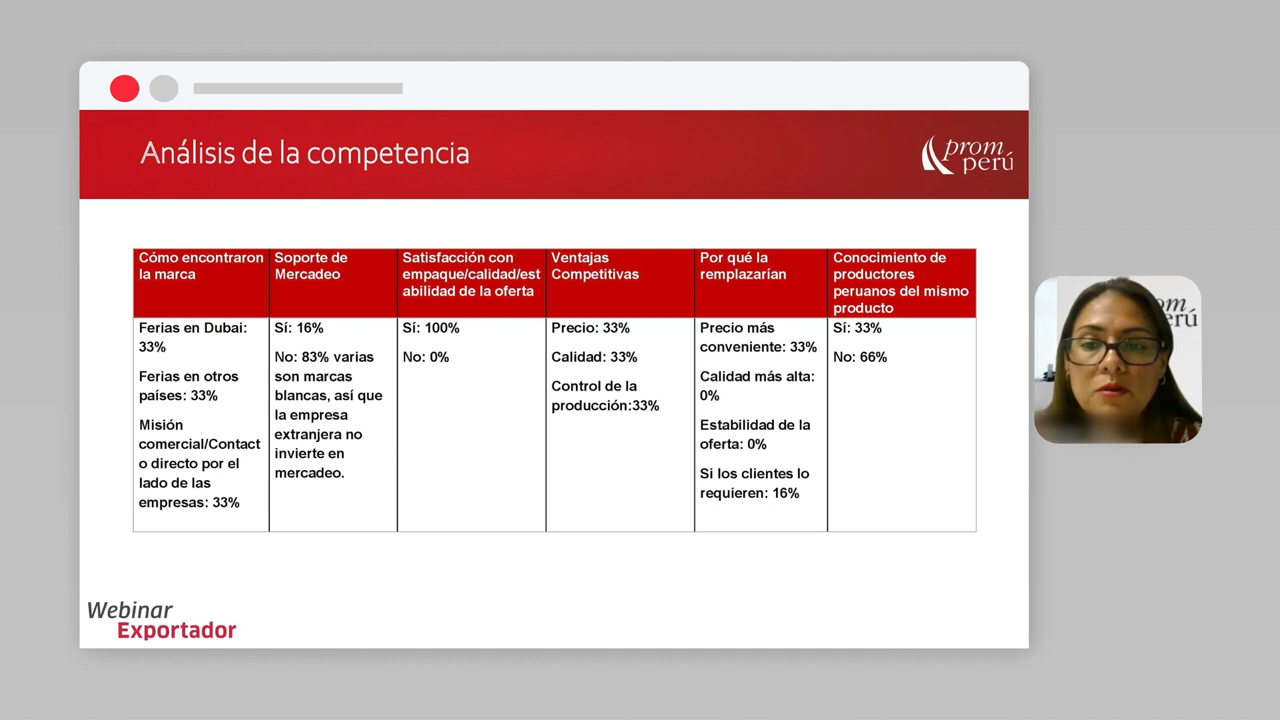 Análisis de la competencia
prom
perú
Cómo encontraron
la marca
Soporte de
Mercadeo
Satisfacción con
empaque/calidad/est
abilidad de la oferta
Ventajas
Competitivas
Por qué la
remplazarían
Conocimiento de
productores
peruanos del mismo
producto
Ferias en Dubai:
33%
Ferias en otros
países: 33%
Misión
comercial/Contact
o directo por el
lado de las
empresas: 33%
Sí: 16%
No: 83% varias
son marcas
blancas, así que
la empresa
extranjera no
invierte en
mercadeo.
Sí: 100%
No: 0%
Precio: 33%
Calidad: 33%
Control de la
producción:33%
Precio más
conveniente: 33%
Calidad más alta:
0%
Estabilidad de la
oferta: 0%
Si los clientes lo
requieren: 16%
Sí: 33%
No: 66%
Webinar
Exportador
om
erú